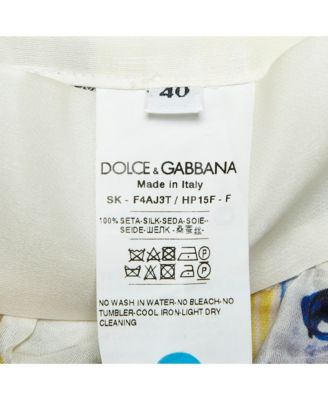 40
DOLCE & GABBANA
Made in Italy
SK - F4AJ3T / HP15F - F
100% SETA-SILK-SEDA-SOIE-
SEIDE-ШЕЛК -桑蚕丝-
NO WASH IN WATER-NO BLEACH-NO
TUMBLER-COOL IRON-LIGHT DRY
CLEANING